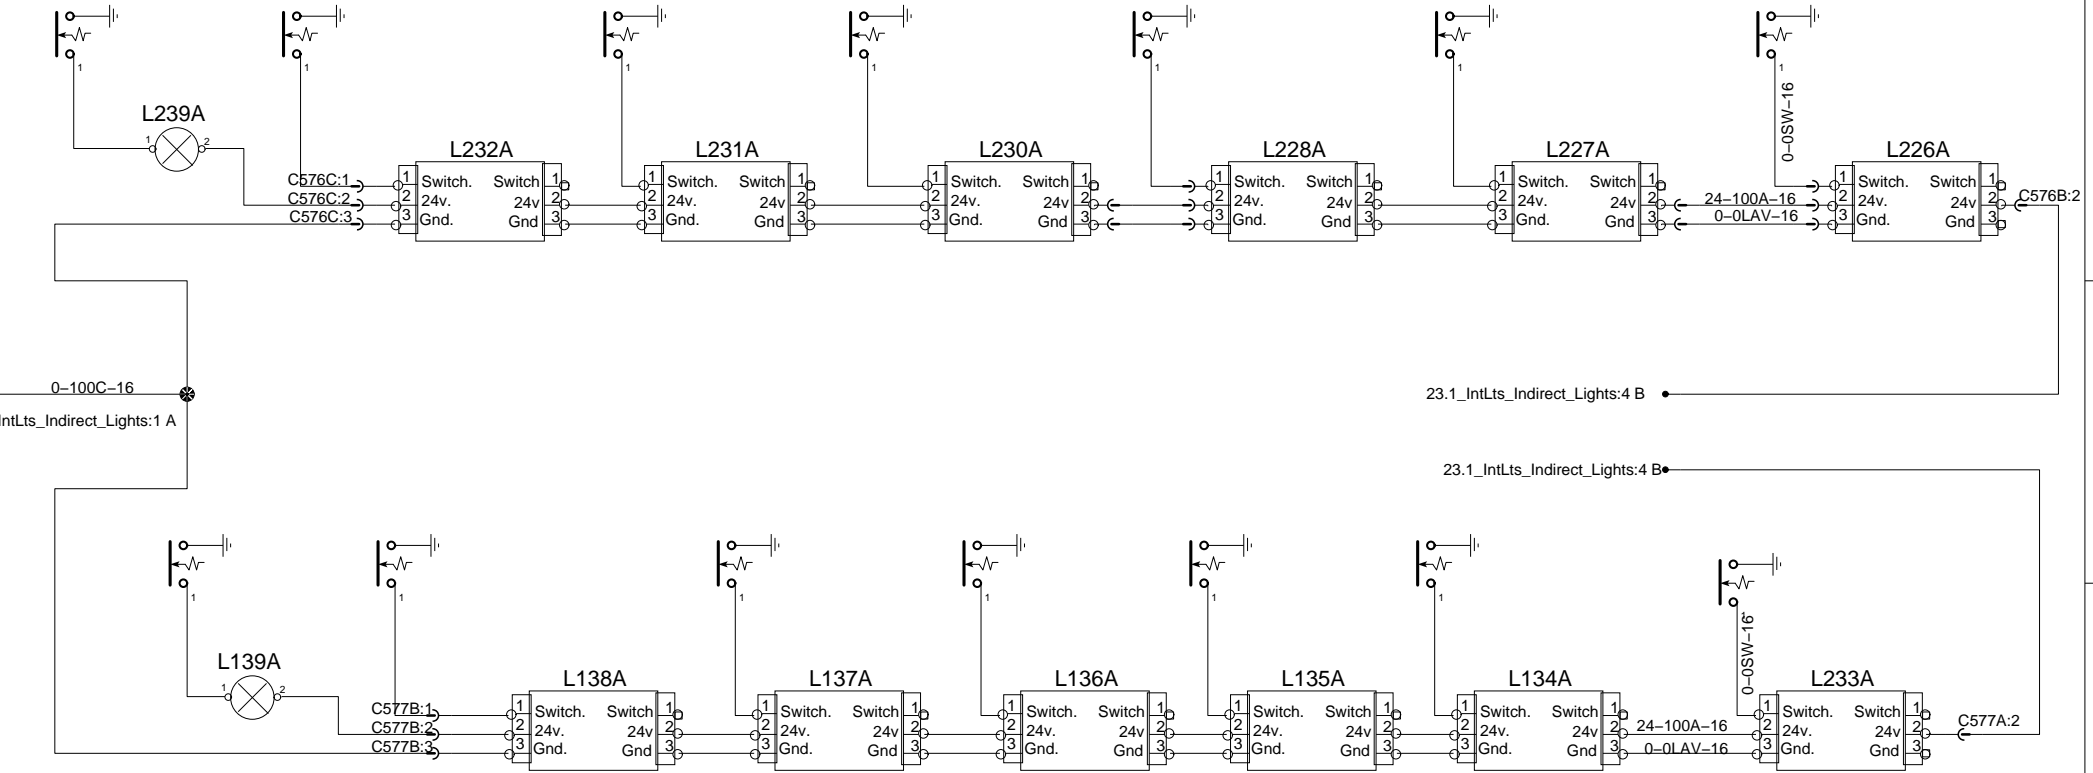 1 1 1 1 1 1 1
L239A
1 2
0–0SW–16
L232A L231A L230A L228A L227A L226A
C576C:1 1 Switch. Switch 1 1 Switch. Switch 1 1 Switch. Switch 1 1 Switch. Switch 1 1 Switch. Switch 1 1 Switch. Switch 1
C576C:2 2 24v. 24v 2 2 24v. 24v 2 2 24v. 24v 2 2 24v. 24v 2 2 24v. 24v 2 24–100A–16 2 24v. 24v 2 C576B:2
C576C:3 3 Gnd. Gnd 3 3 Gnd. Gnd 3 3 Gnd. Gnd 3 3 Gnd. Gnd 3 3 Gnd. Gnd 3 0–0LAV–16 3 Gnd. Gnd 3
0–100C–16
23.1_IntLts_Indirect_Lights:4 B
IntLts_Indirect_Lights:1 A
23.1_IntLts_Indirect_Lights:4 B
1 1 1 1 1 1 1
L139A
1 2
0–0SW–16
L138A L137A L136A L135A L134A L233A
C577B:1 1 Switch. Switch 1 1 Switch. Switch 1 1 Switch. Switch 1 1 Switch. Switch 1 1 Switch. Switch 1 1 Switch. Switch 1
C577B:2 2 24v. 24v 2 2 24v. 24v 2 2 24v. 24v 2 2 24v. 24v 2 2 24v. 24v 2 24–100A–16 2 24v. 24v 2 C577A:2
C577B:3 3 Gnd. Gnd 3 3 Gnd. Gnd 3 3 Gnd. Gnd 3 3 Gnd. Gnd 3 3 Gnd. Gnd 3 0–0LAV–16 3 Gnd. Gnd 3